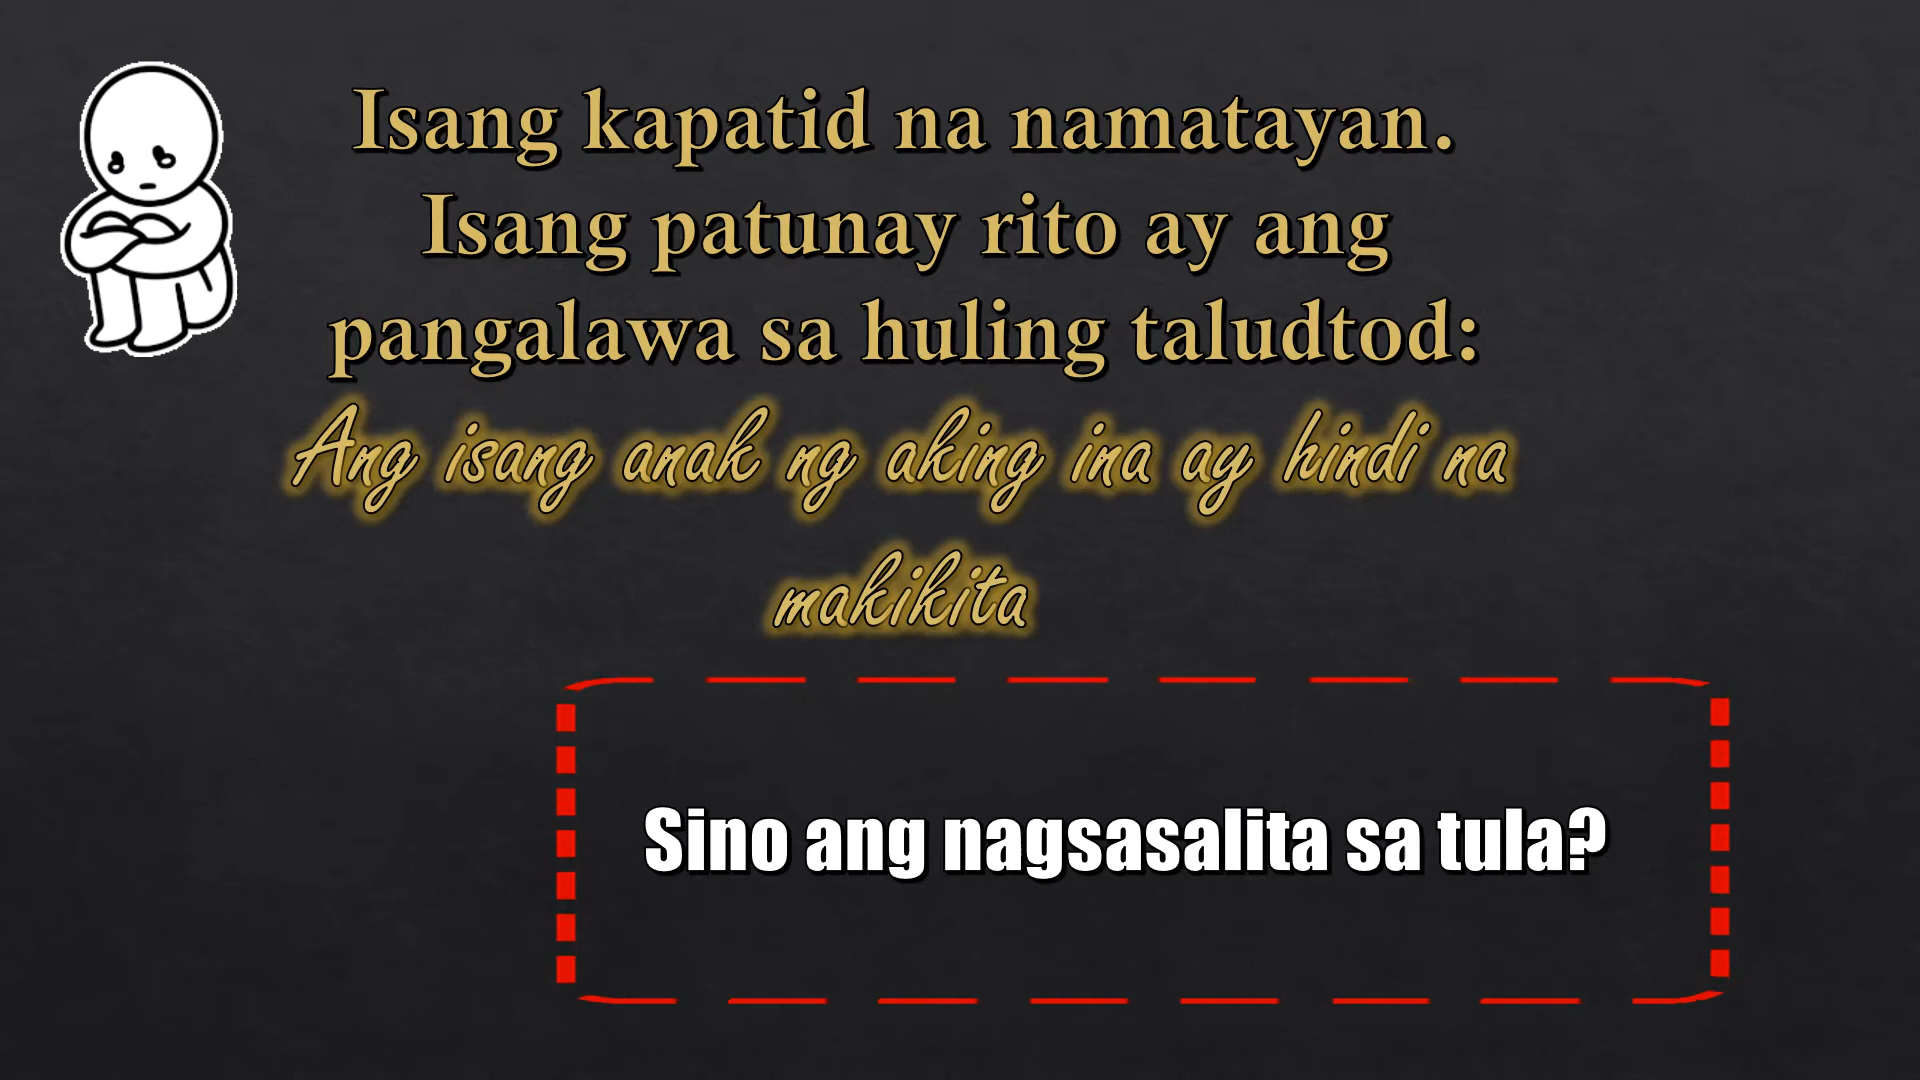 Isang kapatid na namatayan.
Isang patunay rito ay ang
pangalawa sa huling taludtod:
Ang isang anak ng aking ina ay hindi na
makikita
Sino ang nagsasalita sa tula?